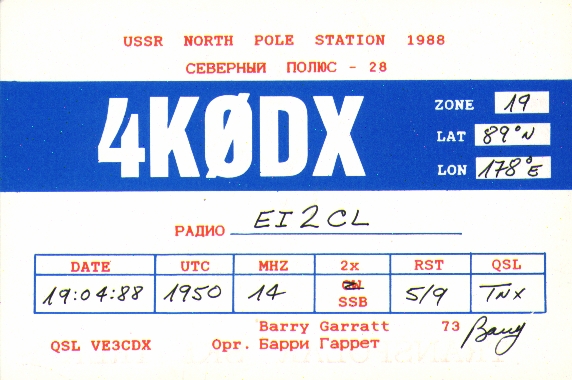 USSR NORTH POLE STATION 1988
СЕВЕРНЫЙ ПОЛЮС - 28
4KØDX
ZONE 19
LAT 89° N
LON 178° E
РАДИО EI2CL
DATE UTC MHZ 2x RST QSL
19:04:88 1950 14 CW SSB 5/9 TNX
Barry Garratt 73 Barry
QSL VE3CDX Opr. Барри Гаррет